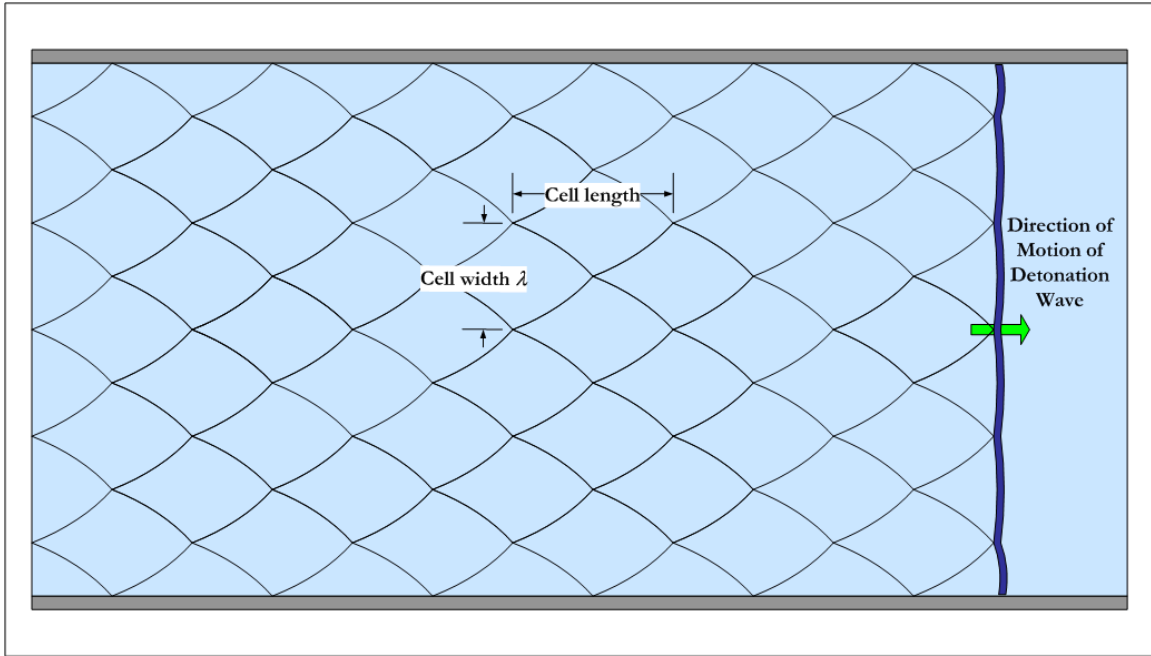 Cell length
Cell width λ
Direction of
Motion of
Detonation
Wave